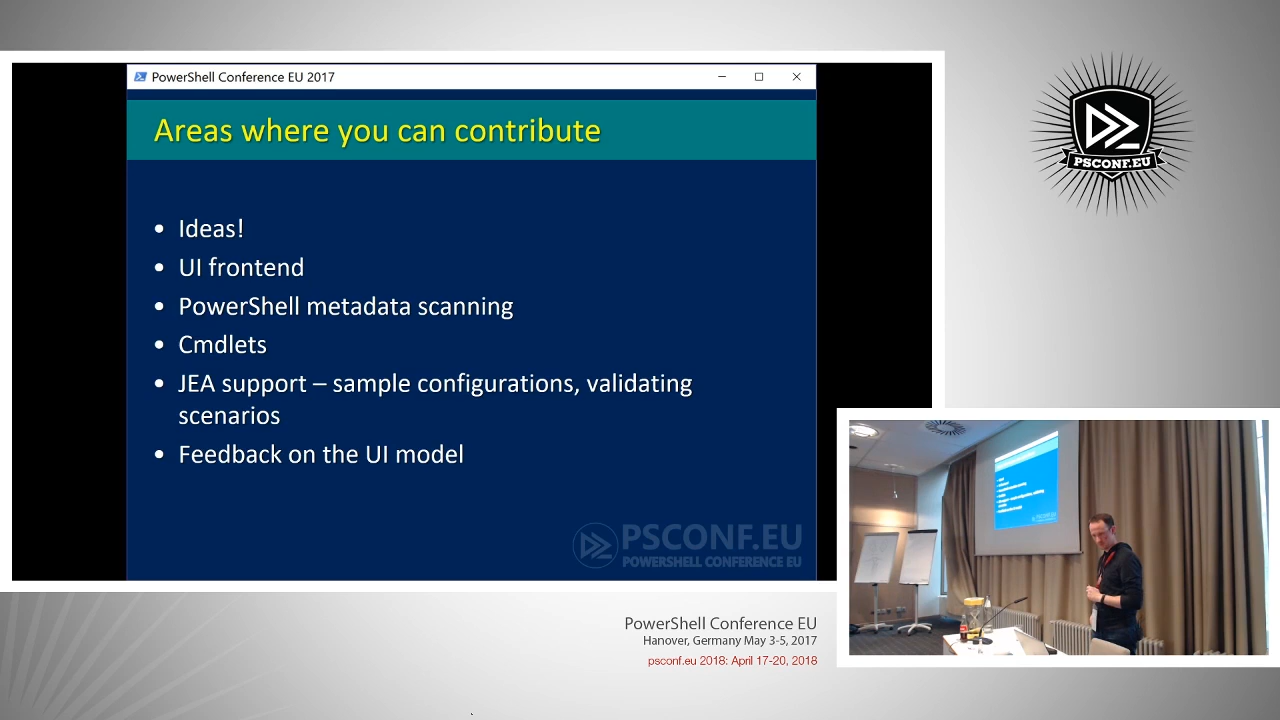 PowerShell Conference EU 2017
Areas where you can contribute
• Ideas!
• UI frontend
• PowerShell metadata scanning
• Cmdlets
• JEA support – sample configurations, validating
scenarios
• Feedback on the UI model
PSCONF.EU
POWERSHELL CONFERENCE EU
PSCONF.EU
PowerShell Conference EU
Hanover, Germany May 3-5, 2017
psconf.eu 2018: April 17-20, 2018